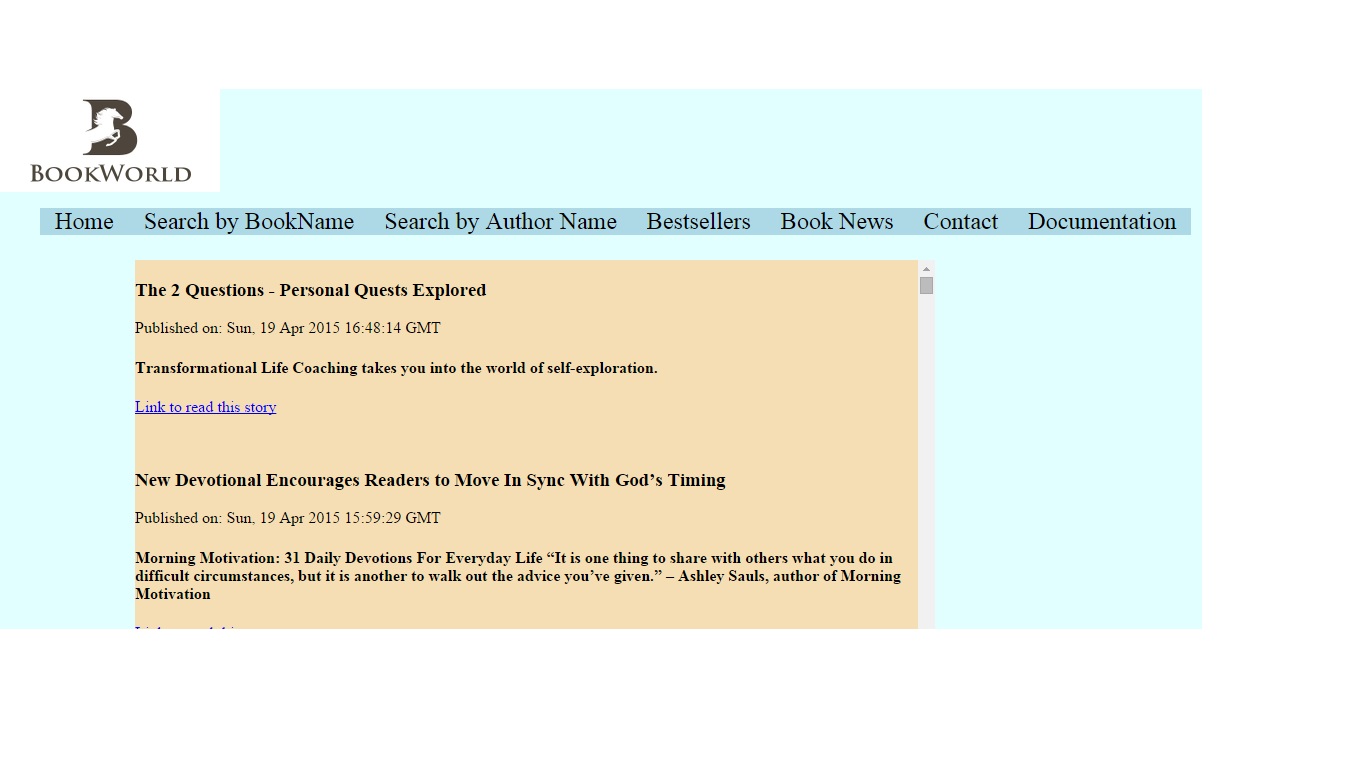 B
BOOKWORLD
Home Search by BookName Search by Author Name Bestsellers Book News Contact Documentation
The 2 Questions - Personal Quests Explored
Published on: Sun, 19 Apr 2015 16:48:14 GMT
Transformational Life Coaching takes you into the world of self-exploration.
Link to read this story
New Devotional Encourages Readers to Move In Sync With God’s Timing
Published on: Sun, 19 Apr 2015 15:59:29 GMT
Morning Motivation: 31 Daily Devotions For Everyday Life “It is one thing to share with others what you do in
difficult circumstances, but it is another to walk out the advice you’ve given.” – Ashley Sauls, author of Morning
Motivation